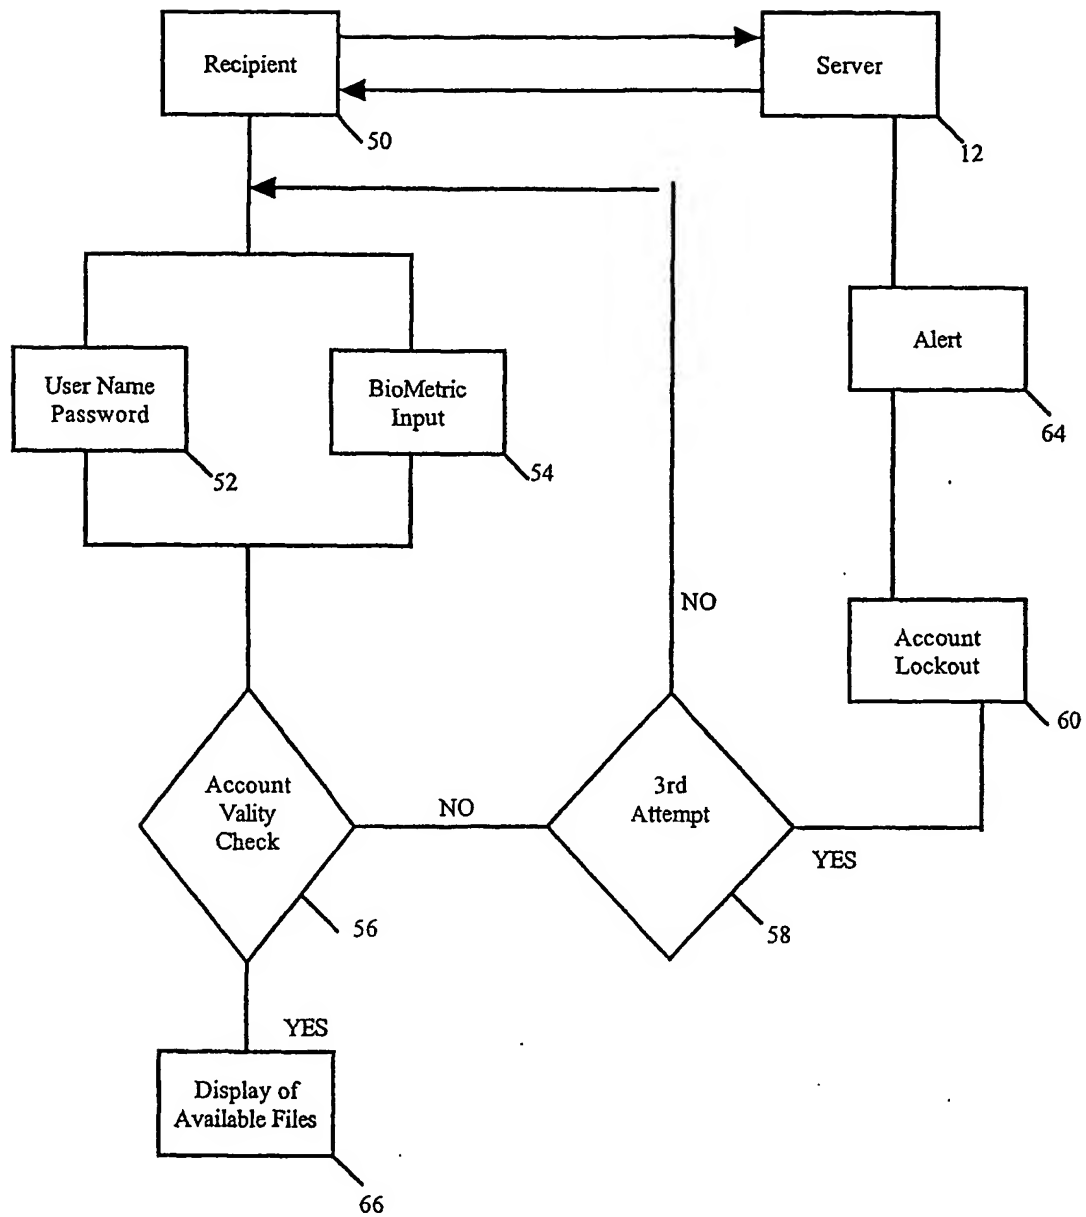 Recipient
Server
50
12
Alert
User Name
Password
BioMetric
Input
64
52
54
NO
Account
Lockout
60
Account
Vality
Check
NO
3rd
Attempt
YES
56
58
YES
Display of
Available Files
66